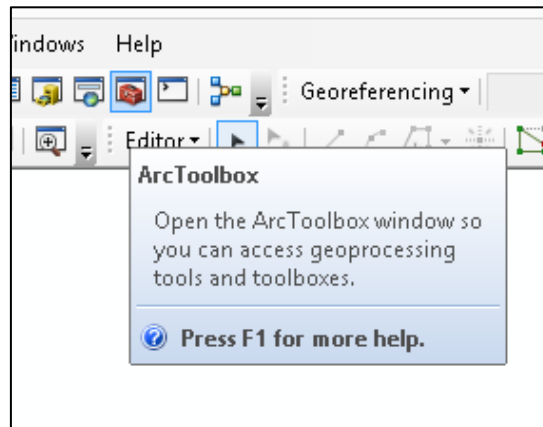 Help
Georeferencing
Editor
ArcToolbox
Open the ArcToolbox window so
you can access geoprocessing
tools and toolboxes.
Press F1 for more help.